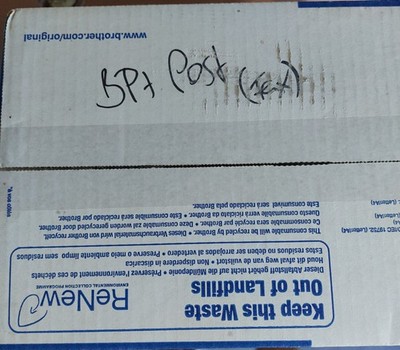 www.brother.com/original
BPt Post (text)
ReNew
ENVIRONMENTAL COLLECTION PROGRAMME
Keep this Waste
Out of Landfills
Dieser Abfallstoff gehört nicht auf die Mülldeponie • Préservez l'environnement de ces déchets
Houd dit afval weg van de vuilstort • Non disperdere in discarica
Estos residuos no deben ser arrojados al vertedero • Preserve o meio ambiente limpo sem resíduos
This consumable will be recycled by brother. • Dieses Verbrauchsmaterial wird von Brother recycelt.
Ce consommable sera recyclé par Brother. • Deze consumable zal worden gerecycled door Brother.
Questo consumabile verrà riciclato da Brother. • Este consumible será reciclado por Brother.
Este consumível será reciclado pela Brother.